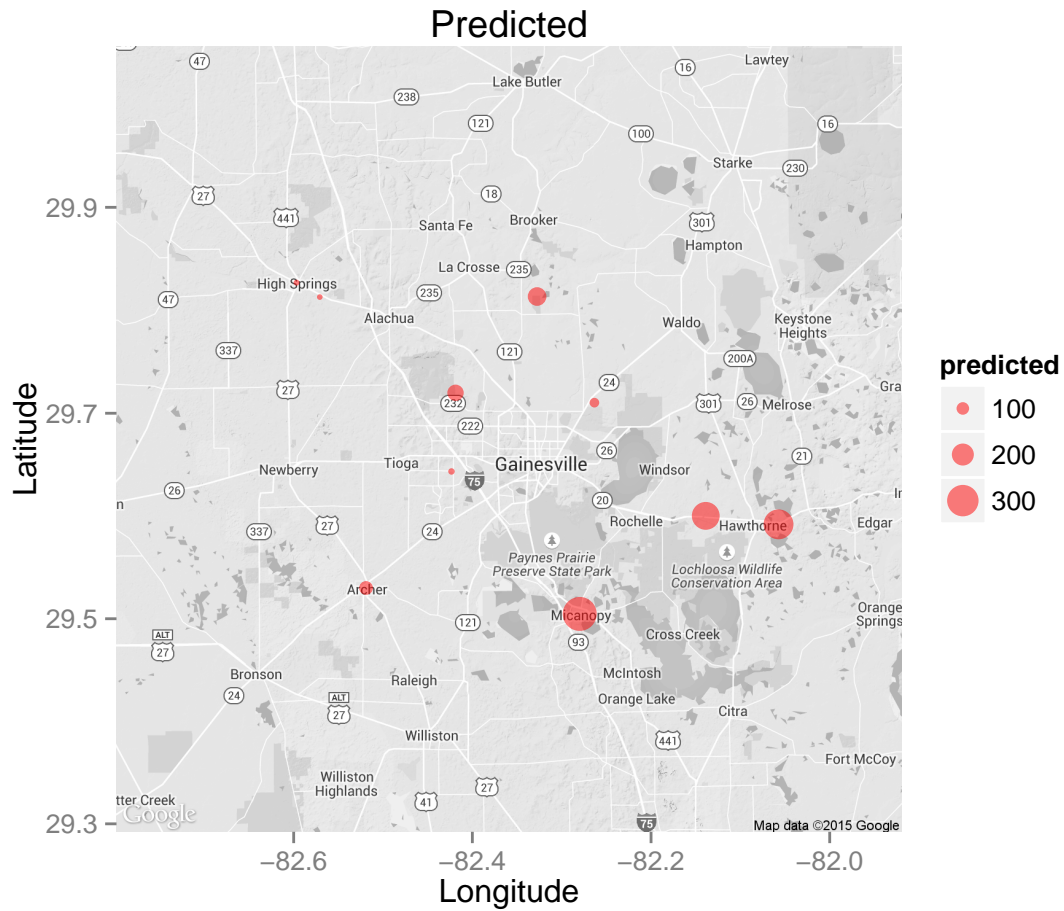 Predicted
47
16
Lawtey
Lake Butler
238
121
100
16
Starke
230
27
18
441
Santa Fe
Brooker
301
Hampton
La Crosse
235
High Springs
235
47
Alachua
Waldo
Keystone
Heights
337
121
200A
27
24
Gra
232
301
26
Melrose
222
26
21
Newberry
Tioga
Gainesville
Windsor
75
26
n
20
In
Rochelle
Hawthorne
Edgar
337
27
24
Paynes Prairie
Preserve State Park
Lochloosa Wildlife
Conservation Area
Archer
Micanopy
Orange
Springs
121
Cross Creek
93
ALT
27
Bronson
Raleigh
McIntosh
24
ALT
27
Orange Lake
Citra
Williston
441
Fort McCoy
Williston
Highlands
27
tter Creek
41
75
Google
Map data ©2015 Google
29.9
29.7
29.5
29.3
Latitude
−82.6
−82.4
−82.2
−82.0
Longitude
predicted
100
200
300